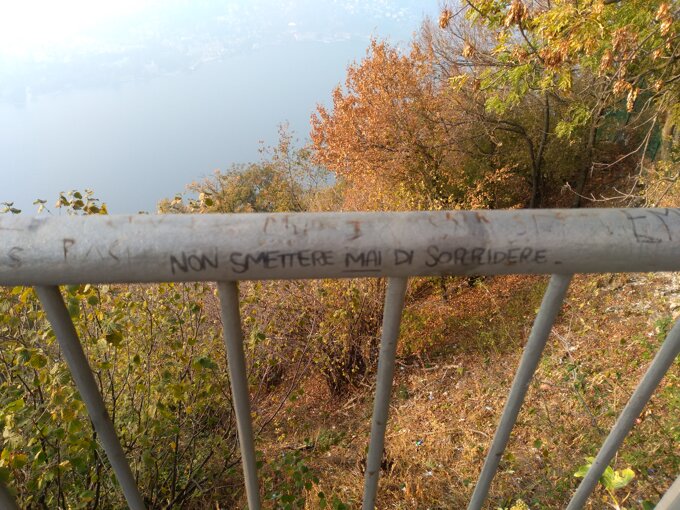 NON SMETTERE MAI DI SORRIDERE.